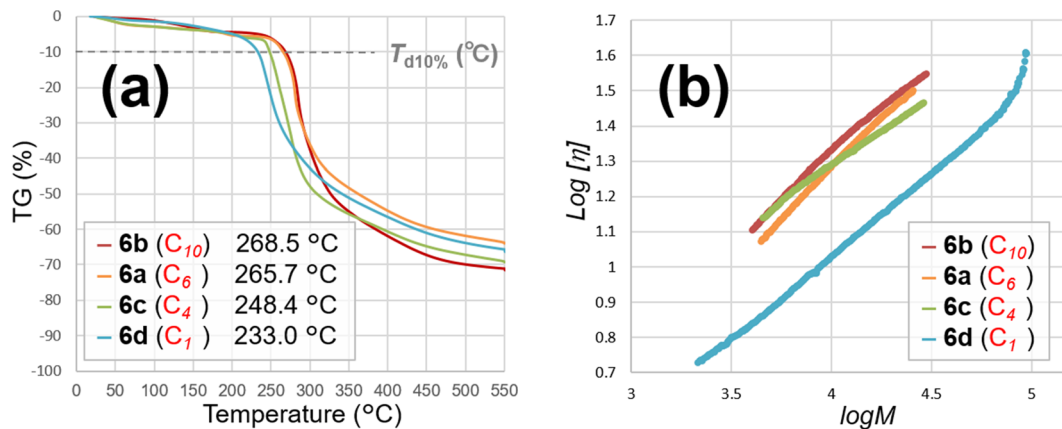 (a)
TG (%)
0
-10
-20
-30
-40
-50
-60
-70
-80
-90
-100
Td10% (°C)
6b (C10) 268.5 °C
6a (C6 ) 265.7 °C
6c (C4 ) 248.4 °C
6d (C1 ) 233.0 °C
0 50 100 150 200 250 300 350 400 450 500 550
Temperature (°C)
(b)
Log [η]
1.7
1.6
1.5
1.4
1.3
1.2
1.1
1
0.9
0.8
0.7
6b (C10)
6a (C6 )
6c (C4 )
6d (C1 )
3 3.5 4 4.5 5
logM